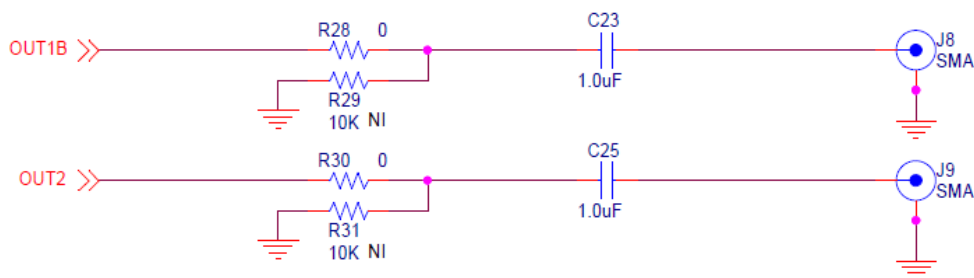 R28 0
C23
OUT1B
J8
SMA
R29
1.0uF
10K NI
R30 0
C25
OUT2
J9
SMA
R31
1.0uF
10K NI